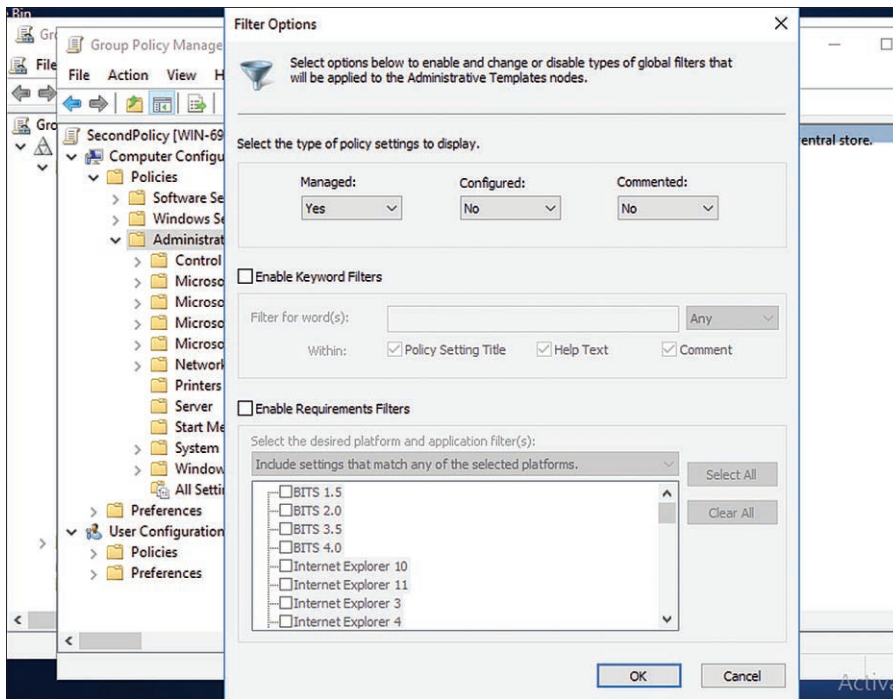 Bin
Filter Options
Gr
Group Policy Manage
File
File Action View H
Select options below to enable and change or disable types of global filters that
will be applied to the Administrative Templates nodes.
Gro
SecondPolicy [WIN-69
Computer Configu
Policies
Software Se
Windows Se
Administrat
Control
Microso
Microso
Microso
Microso
Network
Printers
Server
Start Me
System
Window
All Setti
Preferences
User Configuration
Policies
Preferences
entral store.
Select the type of policy settings to display.
Managed: Configured: Commented:
Yes No No
Enable Keyword Filters
Filter for word(s): Any
Within: Policy Setting Title Help Text Comment
Enable Requirements Filters
Select the desired platform and application filter(s):
Include settings that match any of the selected platforms.
Select All
Clear All
BITS 1.5
BITS 2.0
BITS 3.5
BITS 4.0
Internet Explorer 10
Internet Explorer 11
Internet Explorer 3
Internet Explorer 4
OK Cancel
Activa